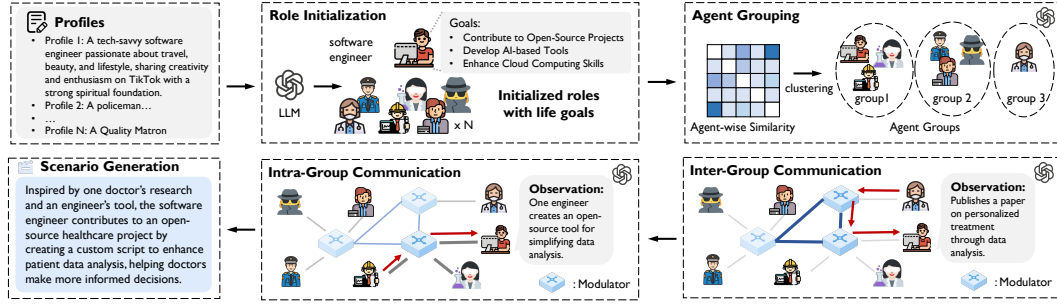 Profiles
• Profile 1: A tech-savvy software
engineer passionate about travel,
beauty, and lifestyle, sharing creativity
and enthusiasm on TikTok with a
strong spiritual foundation.
• Profile 2: A policeman…
• …
• Profile N: A Quality Matron
Role Initialization
software
engineer
Goals:
• Contribute to Open-Source Projects
• Develop AI-based Tools
• Enhance Cloud Computing Skills
LLM
x N
Initialized roles
with life goals
Agent Grouping
Agent-wise Similarity
clustering
group1
group 2
group 3
Agent Groups
Scenario Generation
Inspired by one doctor's research
and an engineer's tool, the software
engineer contributes to an open-
source healthcare project by
creating a custom script to enhance
patient data analysis, helping doctors
make more informed decisions.
Intra-Group Communication
Observation:
One engineer
creates an open-
source tool for
simplifying data
analysis.
: Modulator
Inter-Group Communication
Observation:
Publishes a paper
on personalized
treatment
through data
analysis.
: Modulator